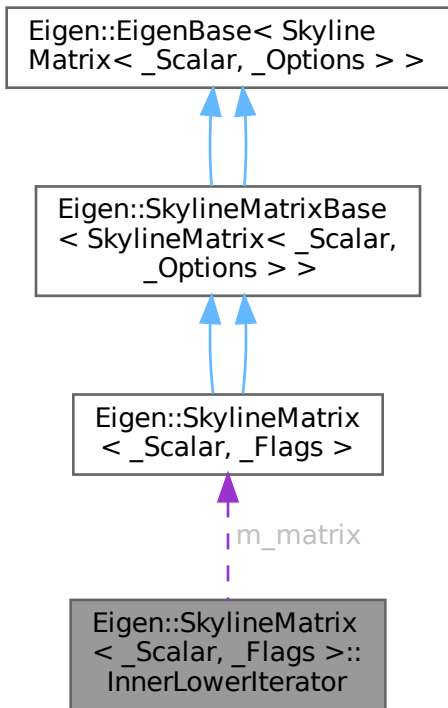 Eigen::EigenBase< Skyline
Matrix< _Scalar, _Options > >
Eigen::SkylineMatrixBase
< SkylineMatrix< _Scalar,
_Options > >
Eigen::SkylineMatrix
< _Scalar, _Flags >
m_matrix
Eigen::SkylineMatrix
< _Scalar, _Flags >::
InnerLowerIterator